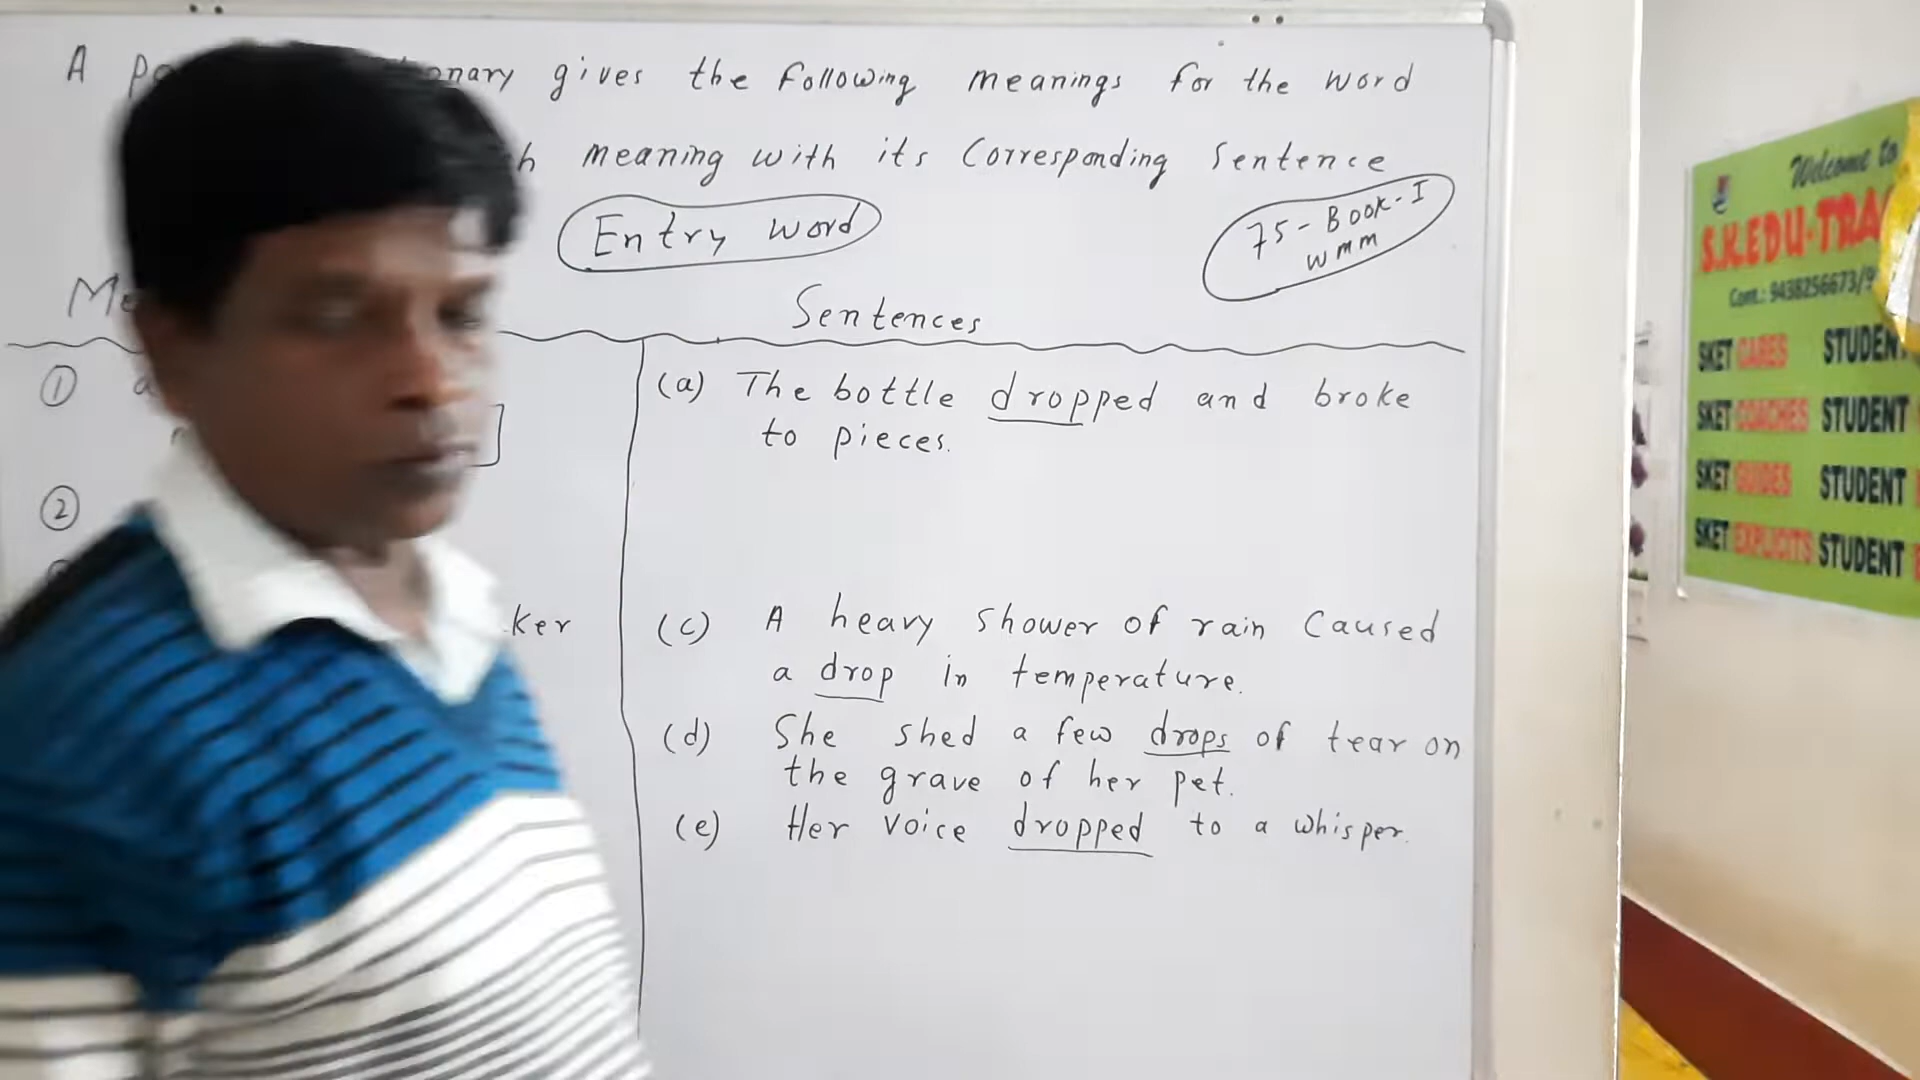 A gives the following meanings for the word
meaning with its Corresponding Sentence
Entry word
75-Book-I
wmm
Sentences
①
(a) The bottle dropped and broke
to pieces.
②
ker
(c) A heavy shower of rain Caused
a drop in temperature.
(d) She shed a few drops of tear on
the grave of her pet.
(e) Her voice dropped to a whisper.
Welcome to
S.K.EDU-TRA
Cont.: 9438256673/9
SKET CARES STUDENT
SKET COACHES STUDENT
SKET GUIDES STUDENT
SKET EXPLICITS STUDENT